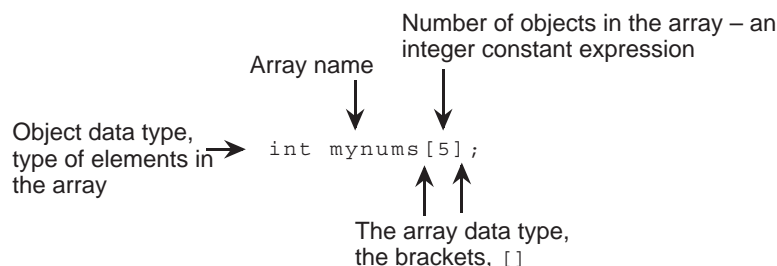 Number of objects in the array – an
integer constant expression
Array name
Object data type,
type of elements in
the array
int mynums[5];
The array data type,
the brackets, []